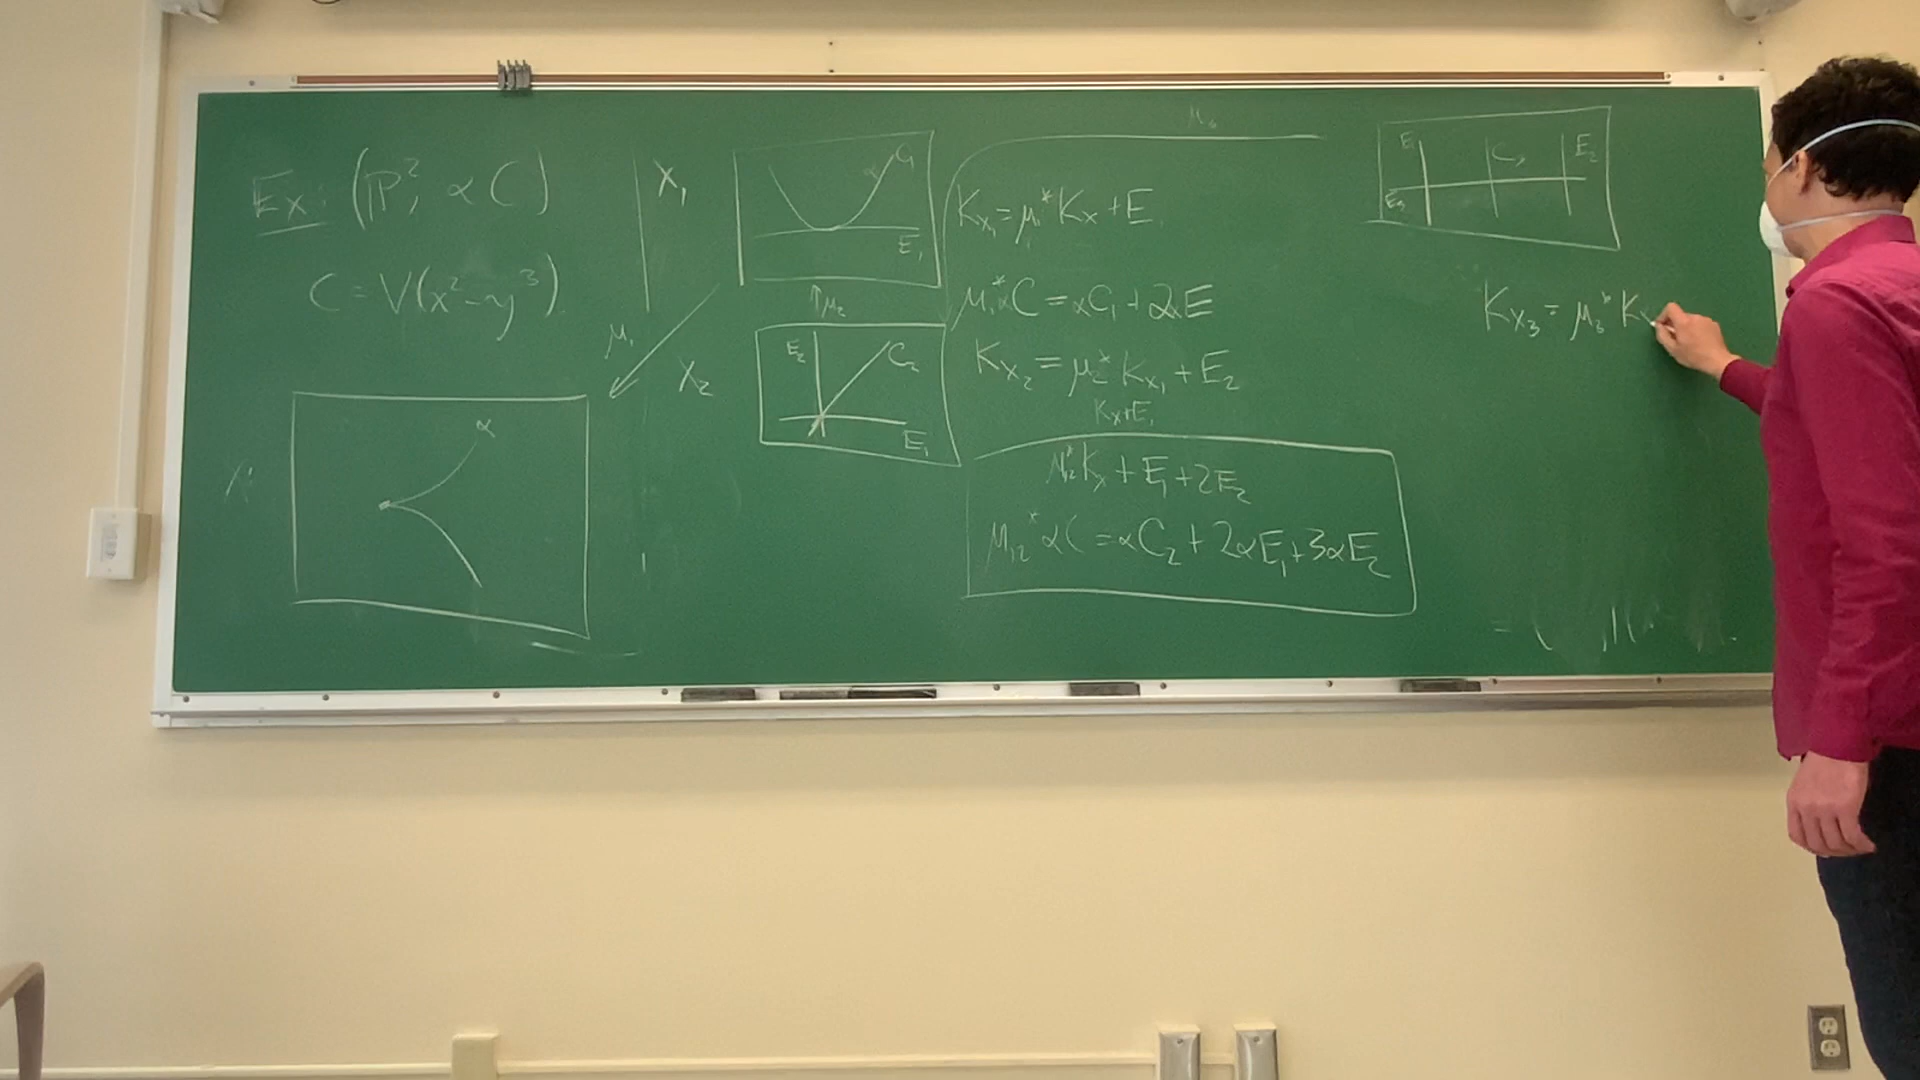 Ex: (ℙ², αC)
C = V(x² - y³)
α
μ₁
X₁
α C₁
E₁
↑μ₂
X₂
E₂ C₂
E₁
K_{X₁} = μ₁* K_X + E₁
μ₁* αC = αC₁ + 2αE
K_{X₂} = μ₂* K_{X₁} + E₂
K_X + E₁
μ₁₂* K_X + E₁ + 2E₂
μ₁₂* αC = αC₂ + 2αE₁ + 3αE₂
μ₃
E₁ C₃ E₂
E₃
K_{X₃} = μ₃* K_X